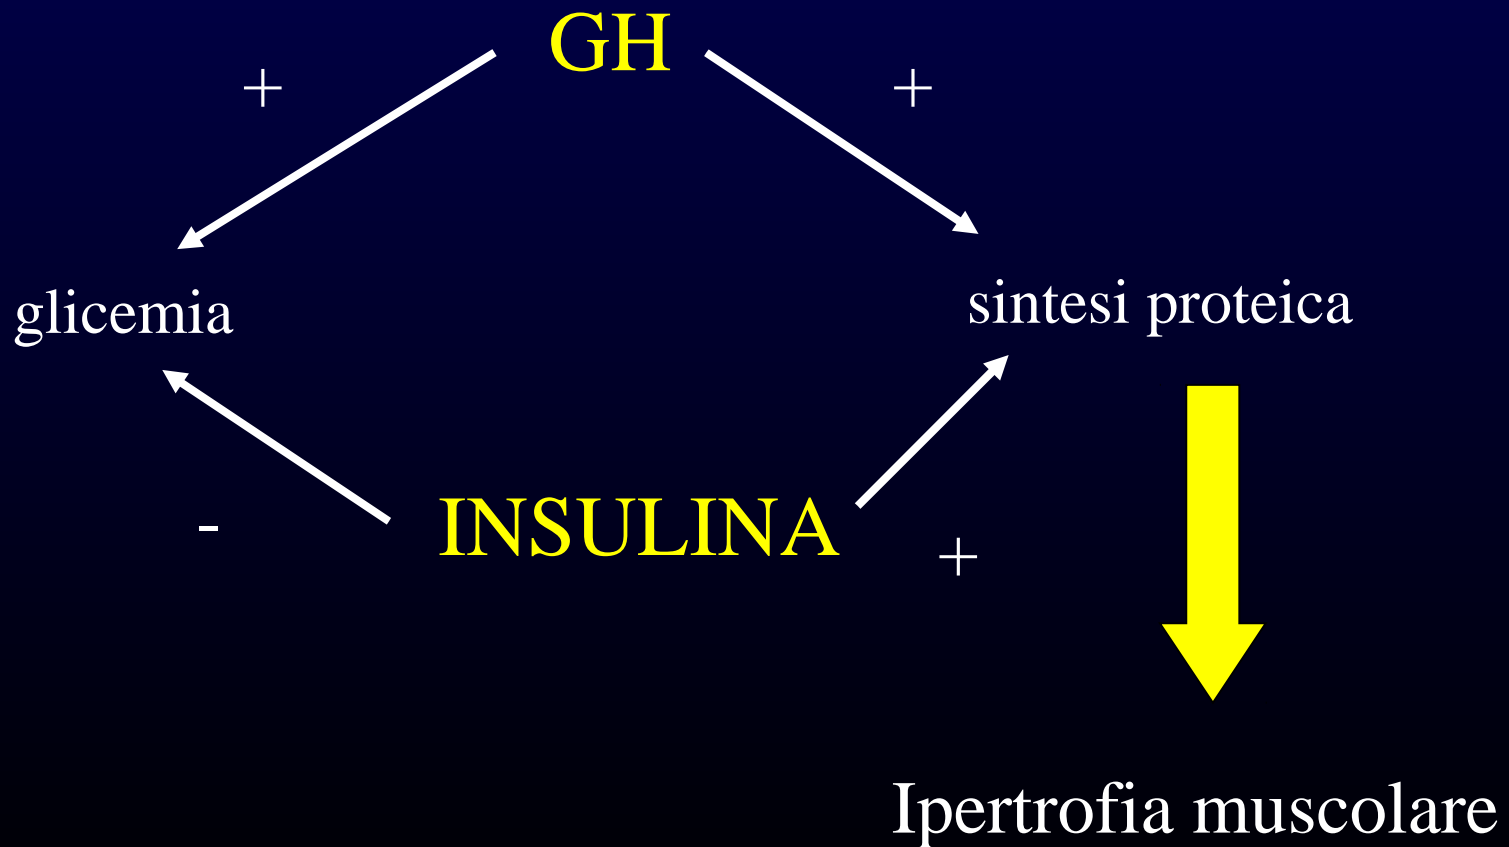 GH
+
+
glicemia
sintesi proteica
-
INSULINA
+
Ipertrofia muscolare